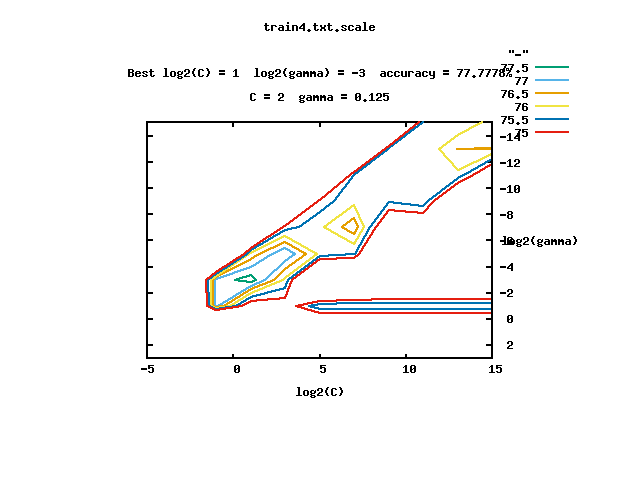 train4.txt.scale
"-"
Best log2(C) = 1  log2(gamma) = -3  accuracy = 77.7778%
77.5
77
76.5
76
75.5
75
C = 2  gamma = 0.125
-14
-12
-10
-8
-6
log2(gamma)
-4
-2
0
2
-5 0 5 10 15
log2(C)